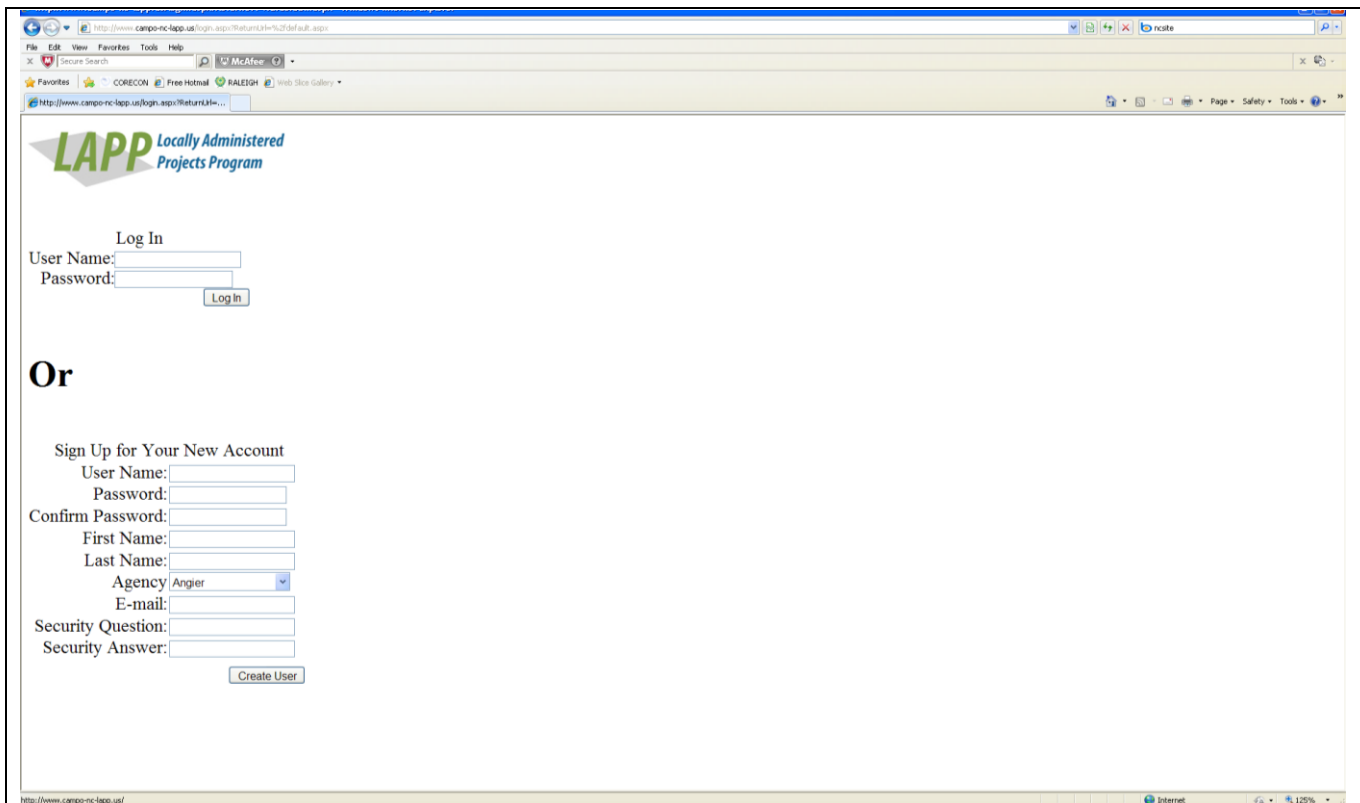 http://www.campo-nc-lapp.us/login.aspx?ReturnUrl=%2fdefault.aspx
ncsite
File Edit View Favorites Tools Help
x Secure Search McAfee x
Favorites CORECON Free Hotmail RALEIGH Web Slice Gallery
http://www.campo-nc-lapp.us/login.aspx?ReturnUrl=... Page Safety Tools
LAPP Locally Administered
Projects Program
Log In
User Name:
Password:
Log In
Or
Sign Up for Your New Account
User Name:
Password:
Confirm Password:
First Name:
Last Name:
Agency Angier
E-mail:
Security Question:
Security Answer:
Create User
http://www.campo-nc-lapp.us/ Internet 125%